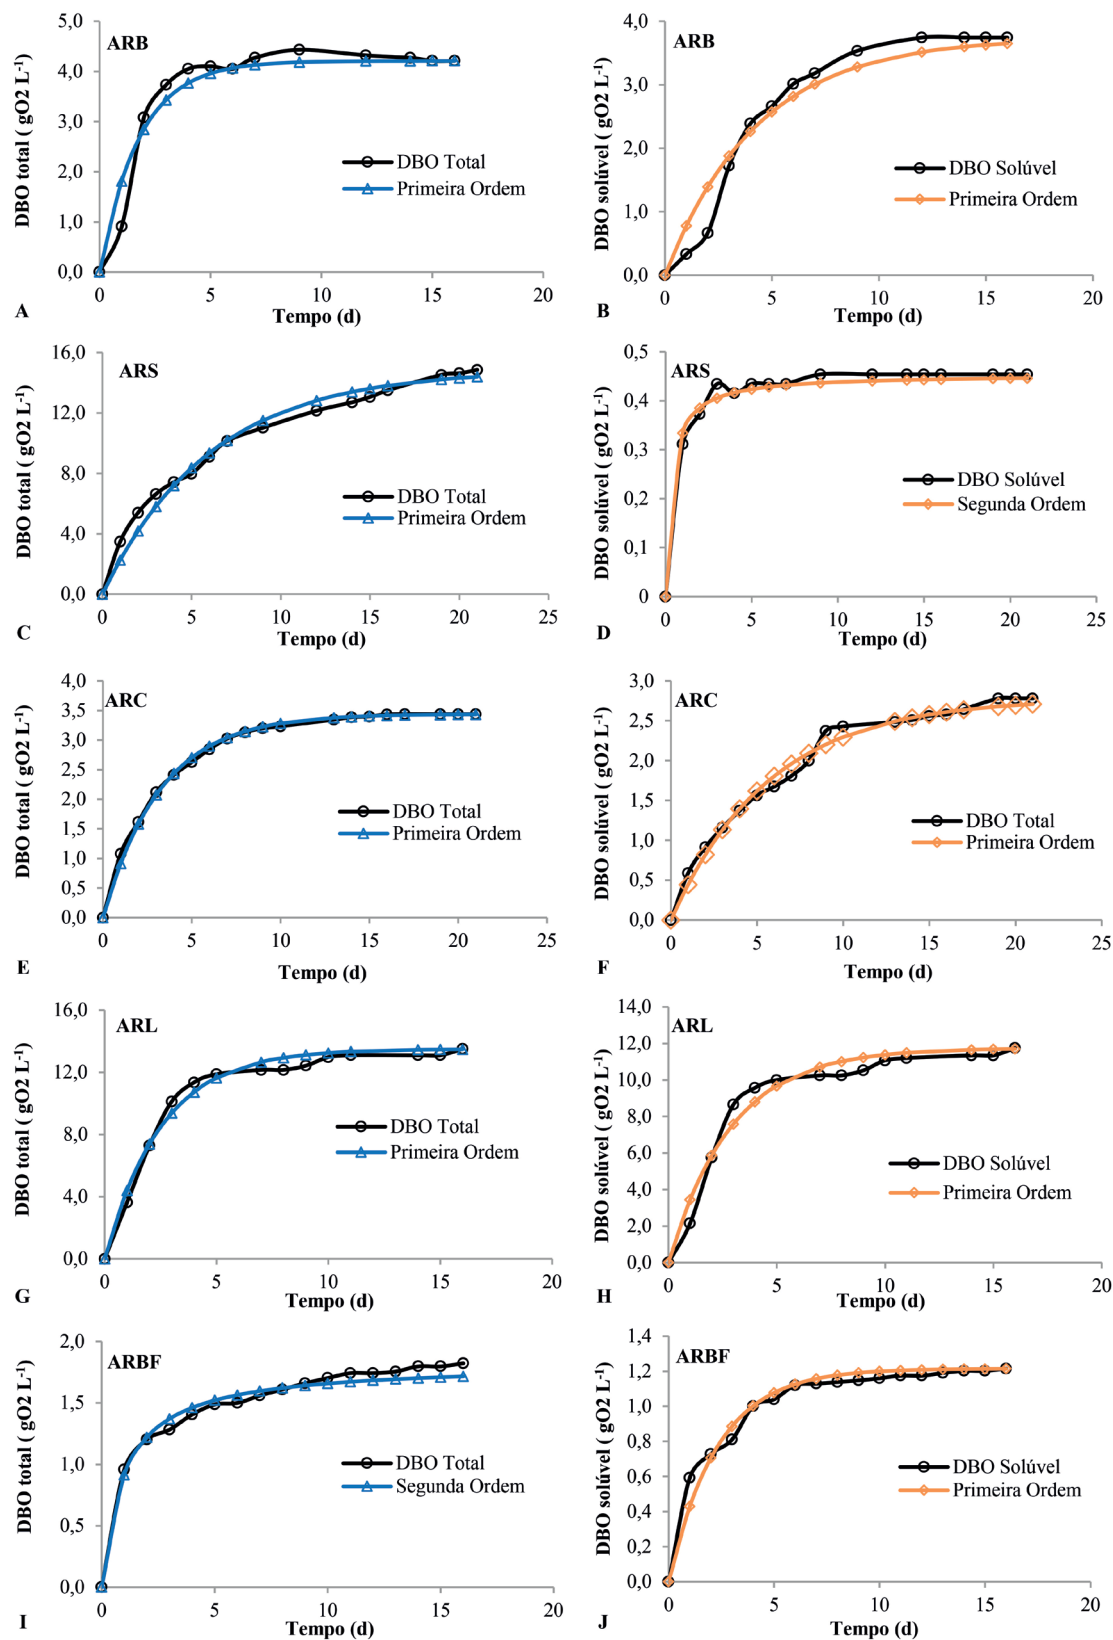 ARB
DBO total ( gO2 L-1)
5,0
4,0
3,0
2,0
1,0
0,0
0 5 10 15 20
Tempo (d)
DBO Total
Primeira Ordem
A
ARB
DBO solúvel ( gO2 L-1)
4,0
3,0
2,0
1,0
0,0
0 5 10 15 20
Tempo (d)
DBO Solúvel
Primeira Ordem
B
ARS
DBO total ( gO2 L-1)
16,0
12,0
8,0
4,0
0,0
0 5 10 15 20 25
Tempo (d)
DBO Total
Primeira Ordem
C
ARS
DBO solúvel ( gO2 L-1)
0,5
0,4
0,3
0,2
0,1
0
0 5 10 15 20 25
Tempo (d)
DBO Solúvel
Segunda Ordem
D
ARC
DBO total ( gO2 L-1)
4,0
3,5
3,0
2,5
2,0
1,5
1,0
0,5
0,0
0 5 10 15 20 25
Tempo (d)
DBO Total
Primeira Ordem
E
ARC
DBO solúvel ( gO2 L-1)
3,0
2,5
2,0
1,5
1,0
0,5
0,0
0 5 10 15 20 25
Tempo (d)
DBO Total
Primeira Ordem
F
ARL
DBO total ( gO2 L-1)
16,0
12,0
8,0
4,0
0,0
0 5 10 15 20
Tempo (d)
DBO Total
Primeira Ordem
G
ARL
DBO solúvel ( gO2 L-1)
14,0
12,0
10,0
8,0
6,0
4,0
2,0
0,0
0 5 10 15 20
Tempo (d)
DBO Solúvel
Primeira Ordem
H
ARBF
DBO total ( gO2 L-1)
2,0
1,5
1,0
0,5
0,0
0 5 10 15 20
Tempo (d)
DBO Total
Segunda Ordem
I
ARBF
DBO solúvel ( gO2 L-1)
1,4
1,2
1,0
0,8
0,6
0,4
0,2
0,0
0 5 10 15 20
Tempo (d)
DBO Solúvel
Primeira Ordem
J